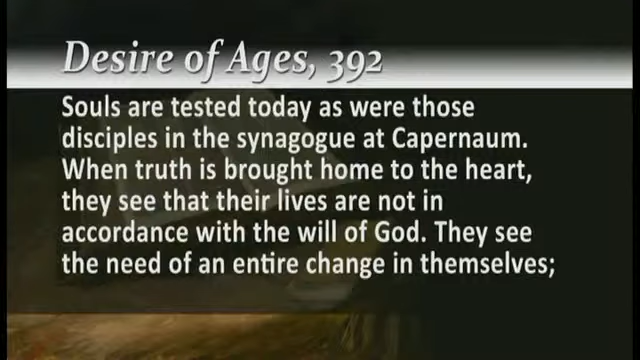 Desire of Ages, 392
Souls are tested today as were those
disciples in the synagogue at Capernaum.
When truth is brought home to the heart,
they see that their lives are not in
accordance with the will of God. They see
the need of an entire change in themselves;